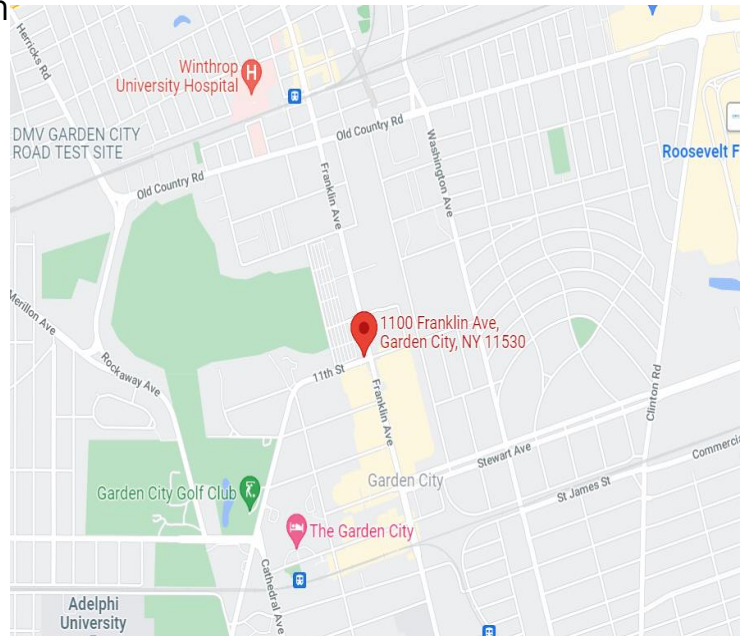 Herricks Rd
Winthrop
University Hospital
H
DMV GARDEN CITY
ROAD TEST SITE
Old Country Rd
Old Country Rd
Franklin Ave
Washington Ave
Roosevelt F
Merillon Ave
Rockaway Ave
1100 Franklin Ave,
Garden City, NY 11530
11th St
Franklin Ave
Clinton Rd
Stewart Ave
Commercia
Garden City
St James St
Garden City Golf Club
The Garden City
Cathedral Ave
Adelphi
University